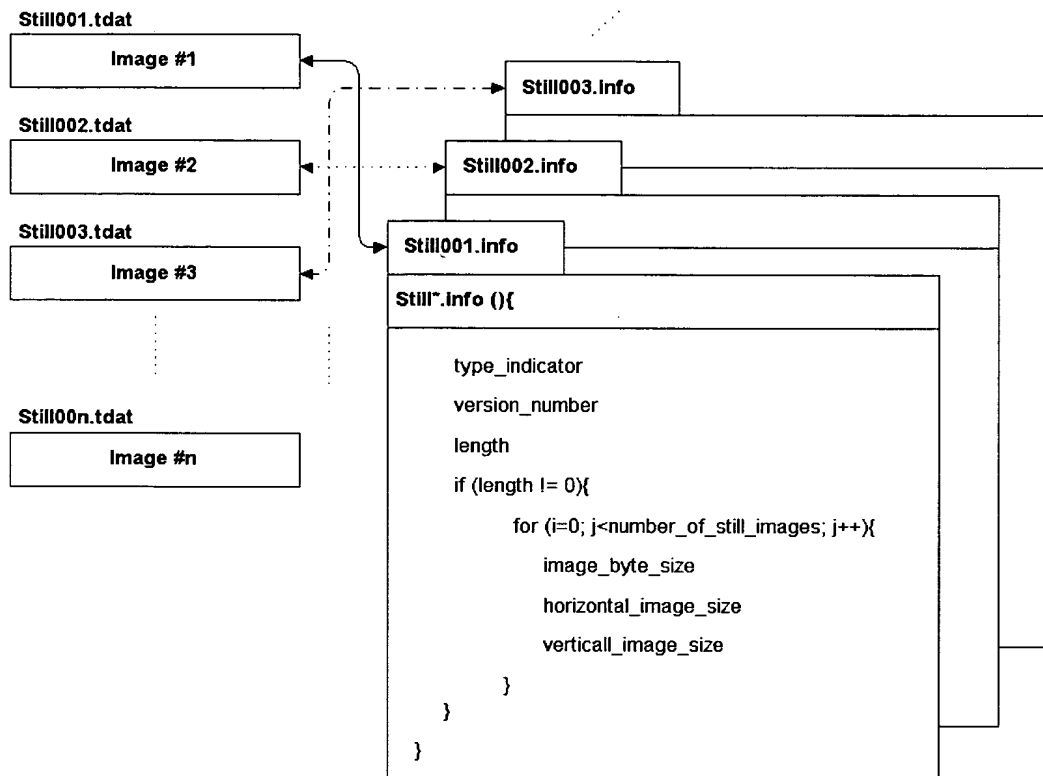 Still001.tdat
Image #1
Still002.tdat
Image #2
Still003.tdat
Image #3
Still00n.tdat
Image #n
Still003.info
Still002.info
Still001.info
Still*.info (){
type_indicator
version_number
length
if (length != 0){
for (i=0; j<number_of_still_images; j++){
image_byte_size
horizontal_image_size
verticall_image_size
}
}
}